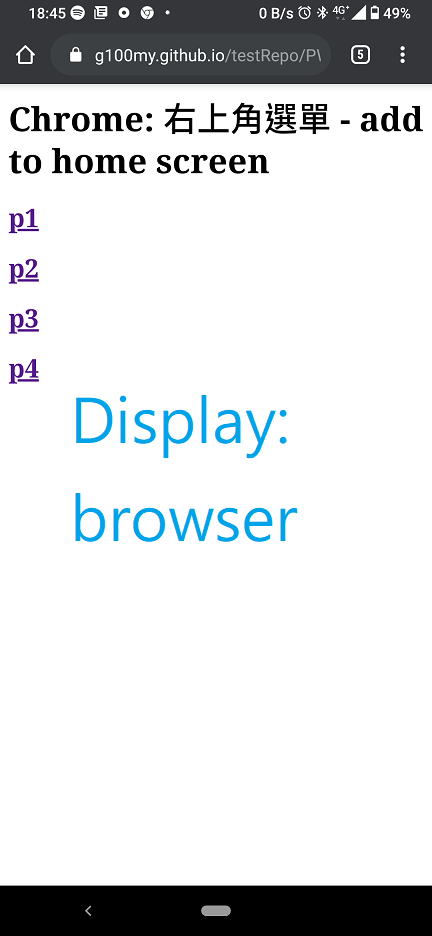 18:45 0 B/s 4G+ 49%
g100my.github.io/testRepo/PW 5
Chrome: 右上角選單 - add
to home screen
p1
p2
p3
p4
Display:
browser